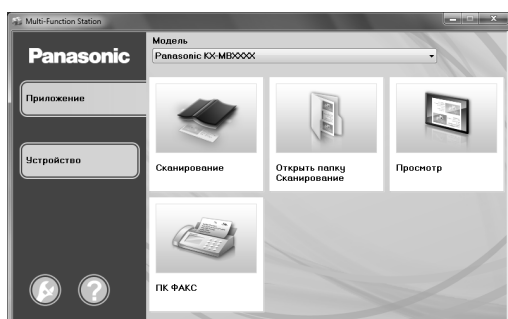 Multi-Function Station
Panasonic
Модель
Panasonic KX-MBXXXX
Приложение
Устройство
Сканирование
Открыть папку
Сканирование
Просмотр
ПК ФАКС
?